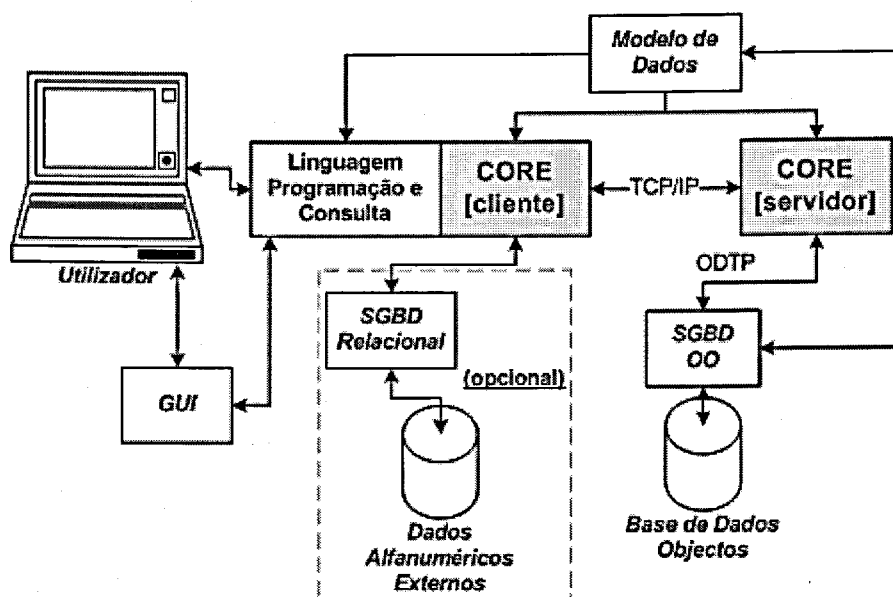 Modelo de
Dados
Linguagem
Programação e
Consulta
CORE
[cliente]
TCP/IP
CORE
[servidor]
Utilizador
ODTP
SGBD
Relacional
SGBD
OO
(opcional)
GUI
Dados
Alfanuméricos
Externos
Base de Dados
Objectos